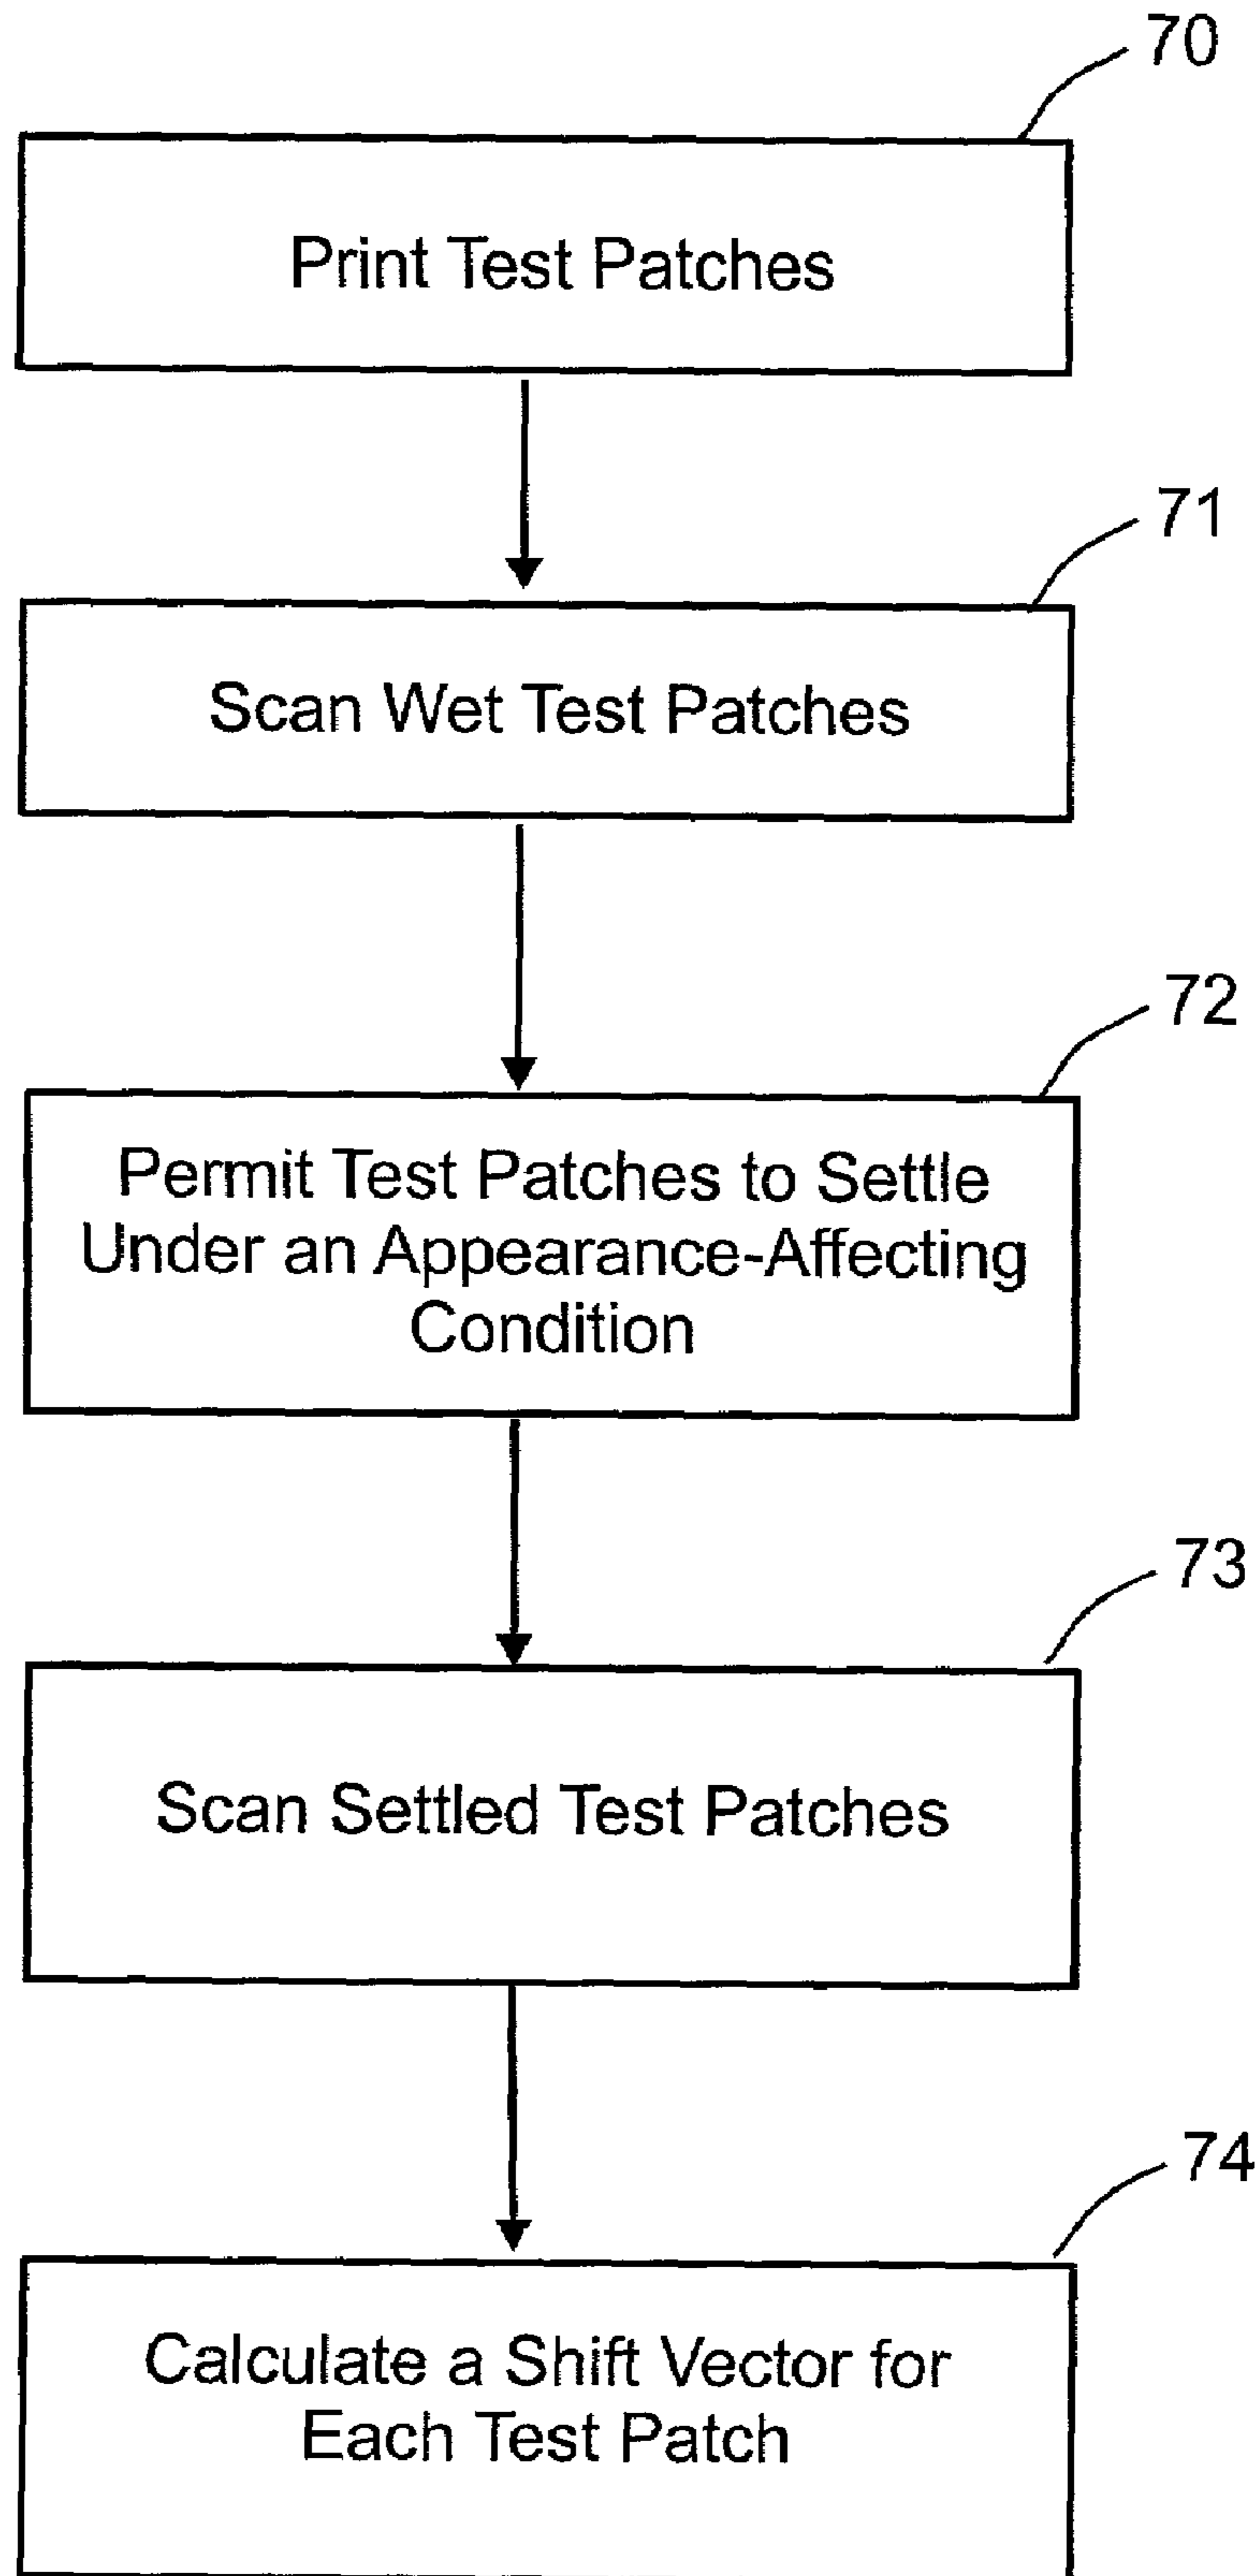 70
Print Test Patches
71
Scan Wet Test Patches
72
Permit Test Patches to Settle
Under an Appearance-Affecting
Condition
73
Scan Settled Test Patches
74
Calculate a Shift Vector for
Each Test Patch